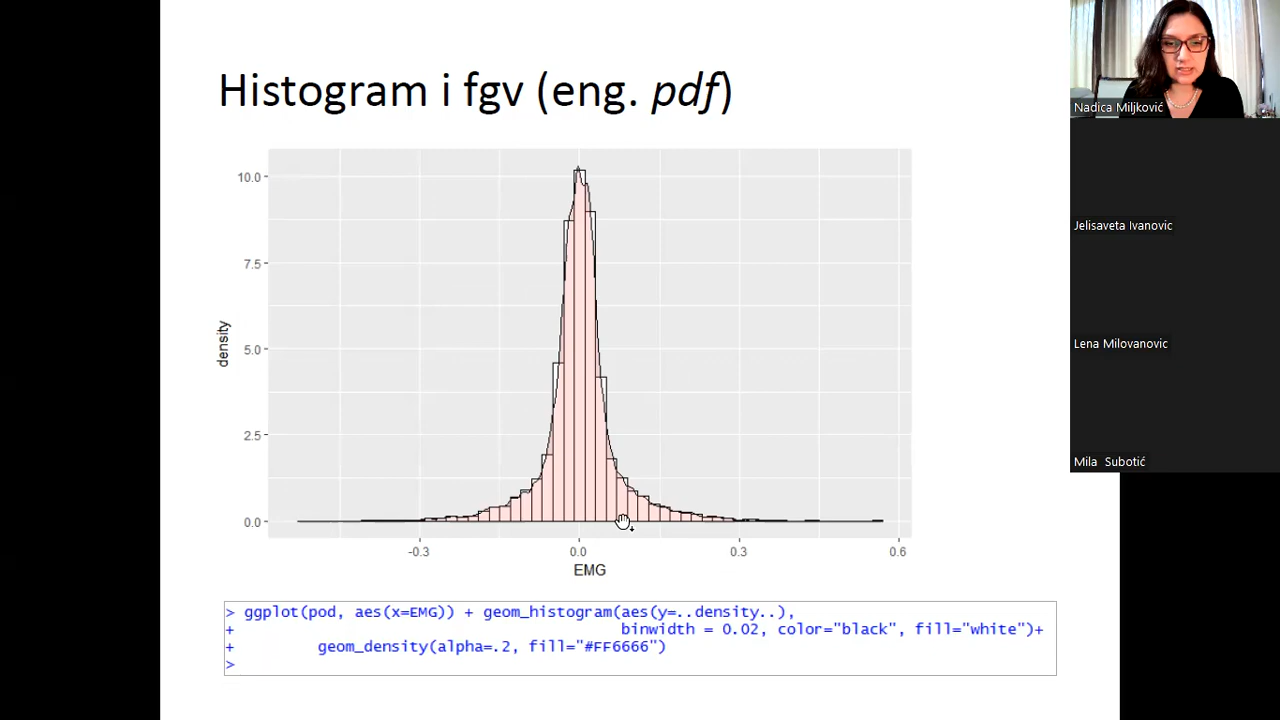 Histogram i fgv (eng. pdf)
10.0
7.5
5.0
2.5
0.0
density
-0.3 0.0 0.3 0.6
EMG
> ggplot(pod, aes(x=EMG)) + geom_histogram(aes(y=..density..),
+ binwidth = 0.02, color="black", fill="white")+
+ geom_density(alpha=.2, fill="#FF6666")
>
Nadica Miljković
Jelisaveta Ivanovic
Lena Milovanovic
Mila Subotić